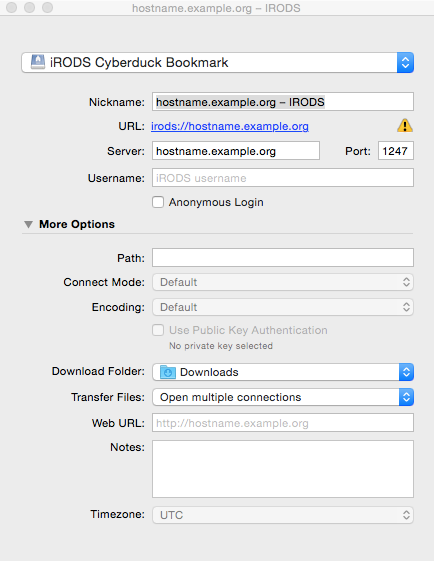 hostname.example.org – IRODS
iRODS Cyberduck Bookmark
Nickname: hostname.example.org – IRODS
URL: irods://hostname.example.org
Server: hostname.example.org Port: 1247
Username: iRODS username
Anonymous Login
More Options
Path:
Connect Mode: Default
Encoding: Default
Use Public Key Authentication
No private key selected
Download Folder: Downloads
Transfer Files: Open multiple connections
Web URL: http://hostname.example.org
Notes:
Timezone: UTC